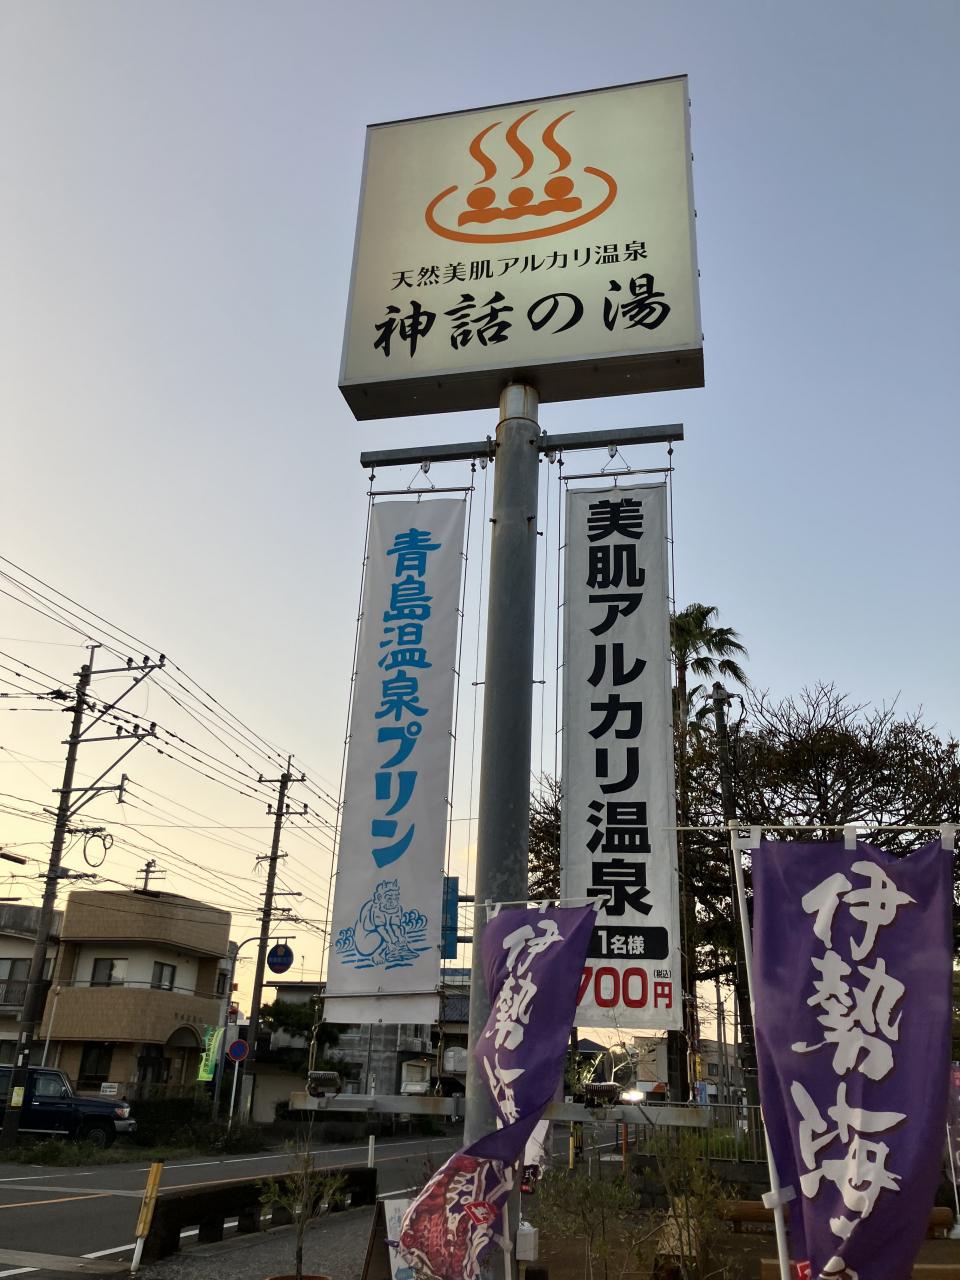 天然美肌アルカリ温泉
神話の湯
青島温泉プリン
美肌アルカリ温泉
1名様
700円
(税込)
伊勢海
伊勢海